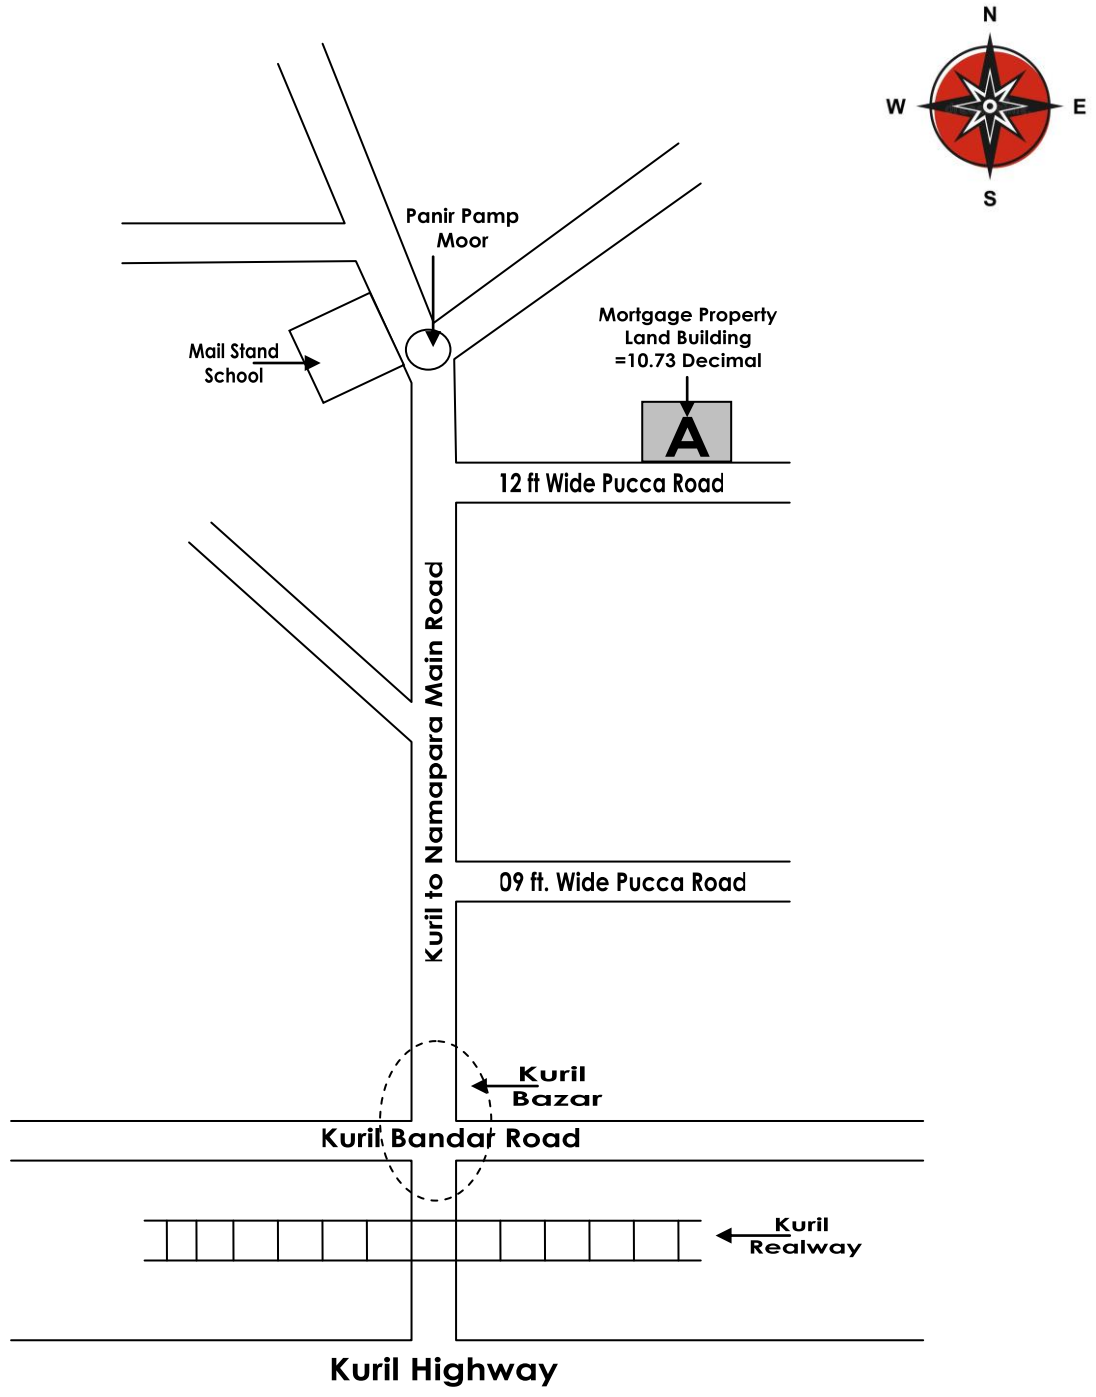 N
W
E
S
Panir Pamp
Moor
Mortgage Property
Land Building
=10.73 Decimal
Mail Stand
School
A
12 ft Wide Pucca Road
Kuril to Namapara Main Road
09 ft. Wide Pucca Road
Kuril
Bazar
Kuril Bandar Road
Kuril
Realway
Kuril Highway